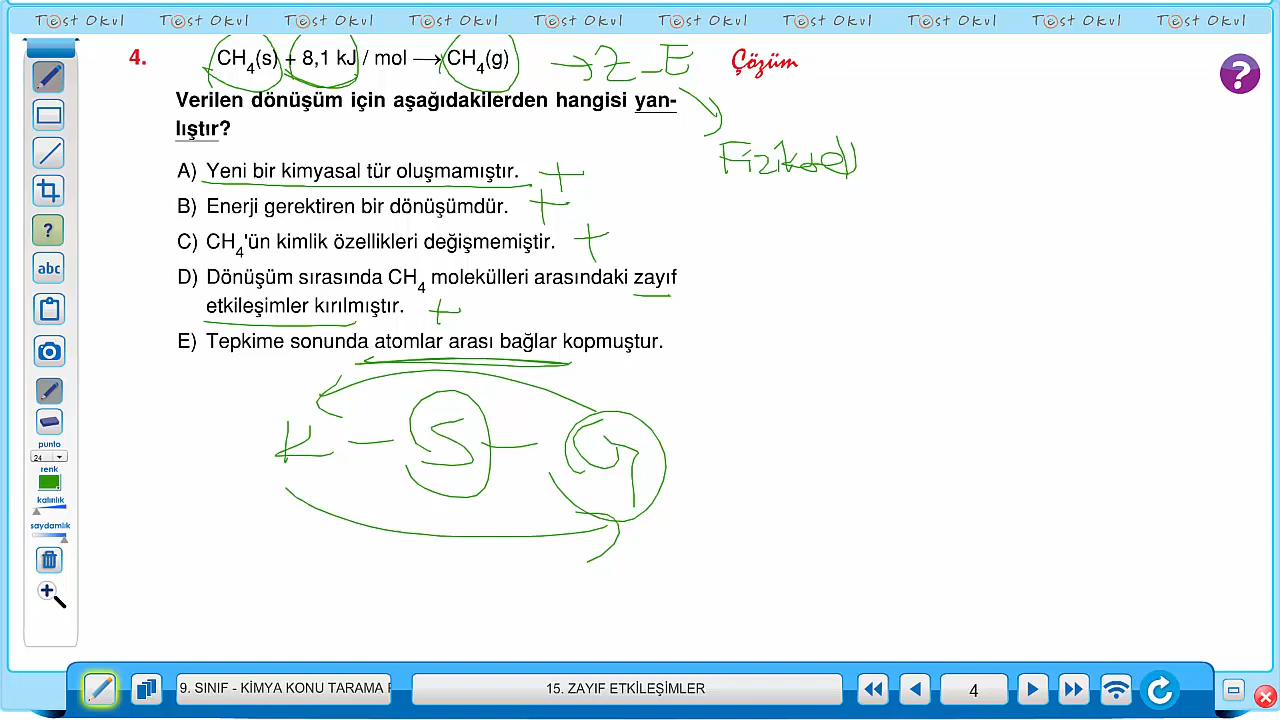 Test Okul Test Okul Test Okul Test Okul Test Okul Test Okul Test Okul Test Okul Test Okul Test Okul
4. CH4(s) + 8,1 kJ / mol → CH4(g) → Z - E Çözüm ?
Verilen dönüşüm için aşağıdakilerden hangisi yan-
lıştır?
Fiziksel
A) Yeni bir kimyasal tür oluşmamıştır. +
B) Enerji gerektiren bir dönüşümdür. +
C) CH4'ün kimlik özellikleri değişmemiştir. +
D) Dönüşüm sırasında CH4 molekülleri arasındaki zayıf
etkileşimler kırılmıştır. +
E) Tepkime sonunda atomlar arası bağlar kopmuştur.
K - S - G
?
abc
punto
24
renk
kalınlık
saydamlık
9. SINIF - KİMYA KONU TARAMA 15. ZAYIF ETKİLEŞİMLER 4